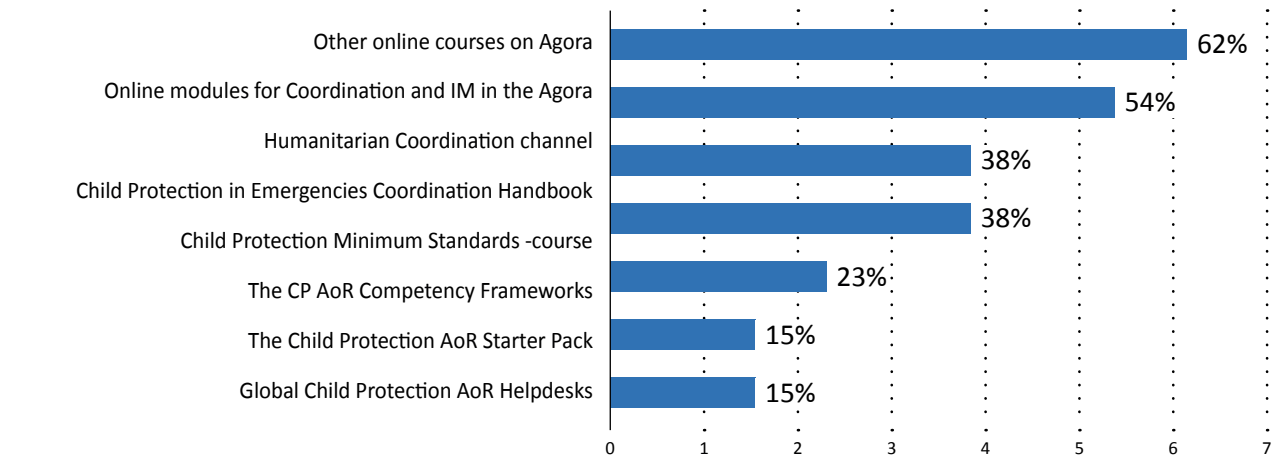 Other online courses on Agora 62%
Online modules for Coordination and IM in the Agora 54%
Humanitarian Coordination channel 38%
Child Protection in Emergencies Coordination Handbook 38%
Child Protection Minimum Standards -course 23%
The CP AoR Competency Frameworks 15%
The Child Protection AoR Starter Pack 15%
Global Child Protection AoR Helpdesks
0 1 2 3 4 5 6 7